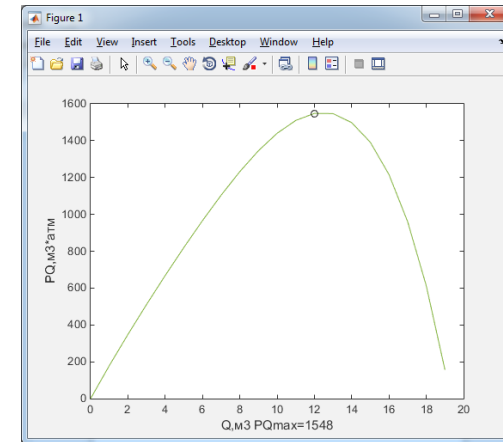 Figure 1
File Edit View Insert Tools Desktop Window Help
1600
1400
1200
1000
800
600
400
200
0
PQ,м3*атм
0 2 4 6 8 10 12 14 16 18 20
Q,м3 PQmax=1548